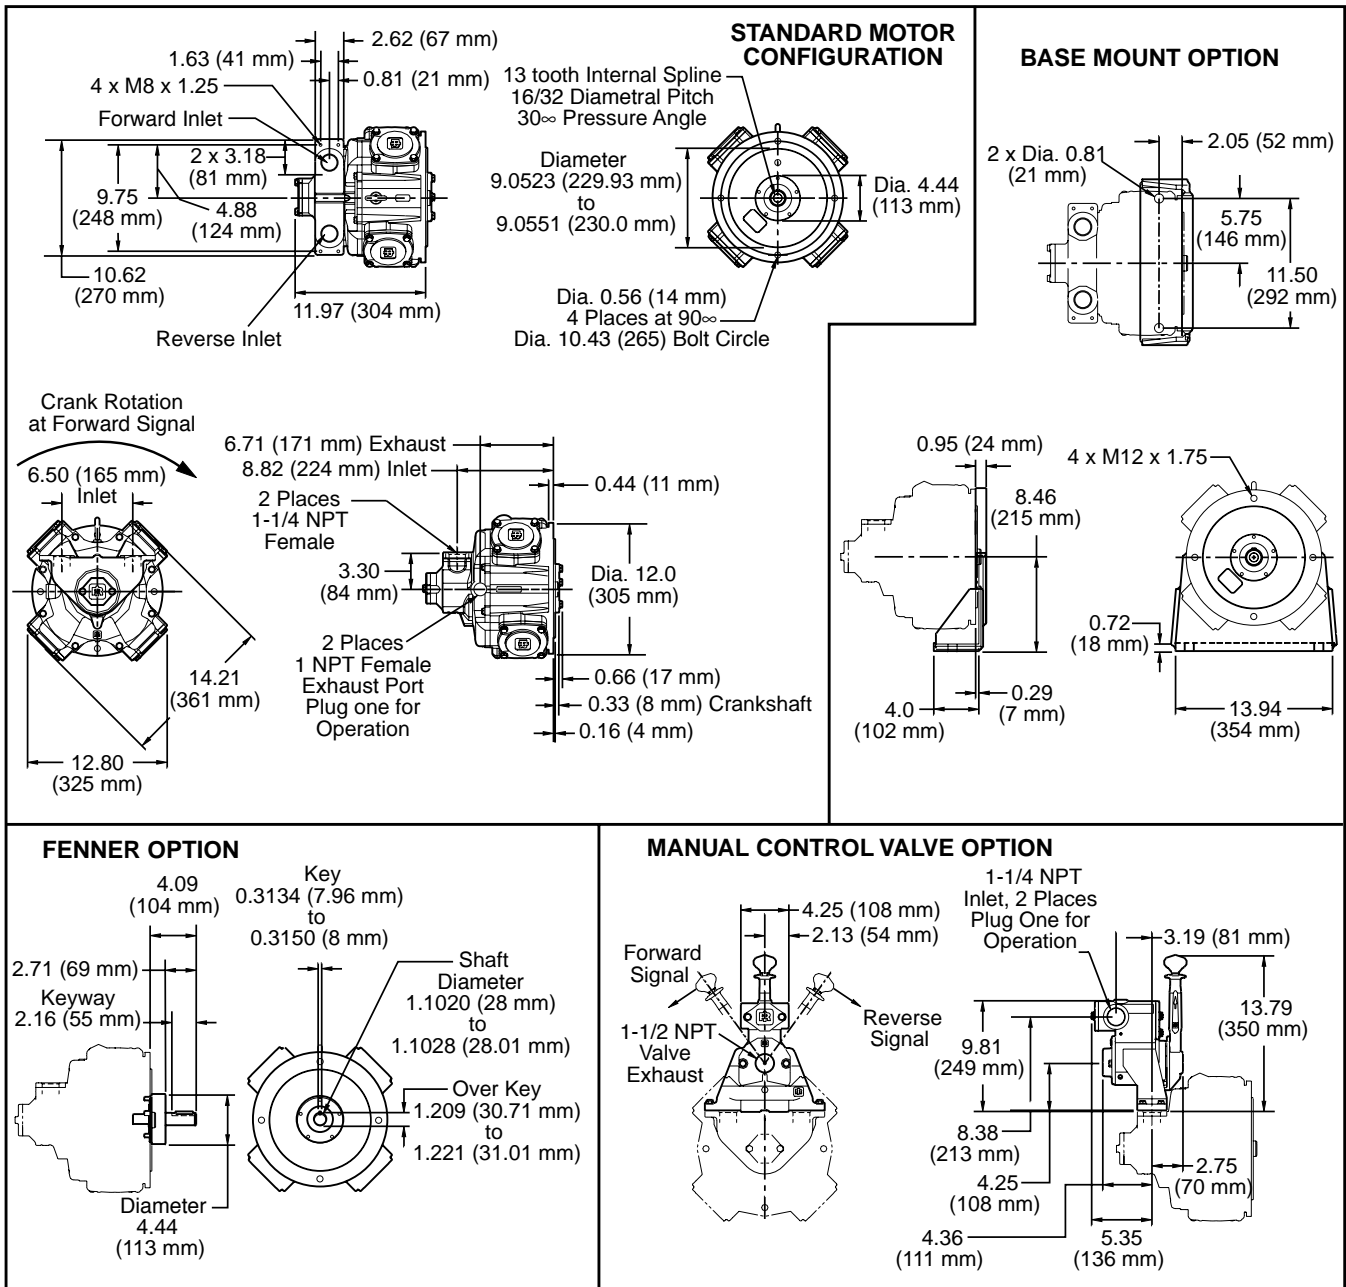 STANDARD MOTOR
CONFIGURATION
2.62 (67 mm)
1.63 (41 mm)
0.81 (21 mm)
4 x M8 x 1.25
Forward Inlet
2 x 3.18
(81 mm)
9.75
(248 mm)
4.88
(124 mm)
10.62
(270 mm)
11.97 (304 mm)
Reverse Inlet
13 tooth Internal Spline
16/32 Diametral Pitch
30∞ Pressure Angle
Diameter
9.0523 (229.93 mm)
to
9.0551 (230.0 mm)
Dia. 4.44
(113 mm)
Dia. 0.56 (14 mm)
4 Places at 90∞
Dia. 10.43 (265) Bolt Circle
Crank Rotation
at Forward Signal
6.50 (165 mm)
Inlet
14.21
(361 mm)
12.80
(325 mm)
6.71 (171 mm) Exhaust
8.82 (224 mm) Inlet
0.44 (11 mm)
2 Places
1-1/4 NPT
Female
3.30
(84 mm)
Dia. 12.0
(305 mm)
2 Places
1 NPT Female
Exhaust Port
Plug one for
Operation
0.66 (17 mm)
0.33 (8 mm) Crankshaft
0.16 (4 mm)
BASE MOUNT OPTION
2.05 (52 mm)
2 x Dia. 0.81
(21 mm)
5.75
(146 mm)
11.50
(292 mm)
0.95 (24 mm)
4 x M12 x 1.75
8.46
(215 mm)
0.72
(18 mm)
0.29
(7 mm)
4.0
(102 mm)
13.94
(354 mm)
FENNER OPTION
4.09
(104 mm)
Key
0.3134 (7.96 mm)
to
0.3150 (8 mm)
2.71 (69 mm)
Keyway
2.16 (55 mm)
Shaft
Diameter
1.1020 (28 mm)
to
1.1028 (28.01 mm)
Over Key
1.209 (30.71 mm)
to
1.221 (31.01 mm)
Diameter
4.44
(113 mm)
MANUAL CONTROL VALVE OPTION
1-1/4 NPT
Inlet, 2 Places
Plug One for
Operation
4.25 (108 mm)
2.13 (54 mm)
Forward
Signal
Reverse
Signal
1-1/2 NPT
Valve
Exhaust
3.19 (81 mm)
13.79
(350 mm)
9.81
(249 mm)
8.38
(213 mm)
4.25
(108 mm)
2.75
(70 mm)
4.36
(111 mm)
5.35
(136 mm)